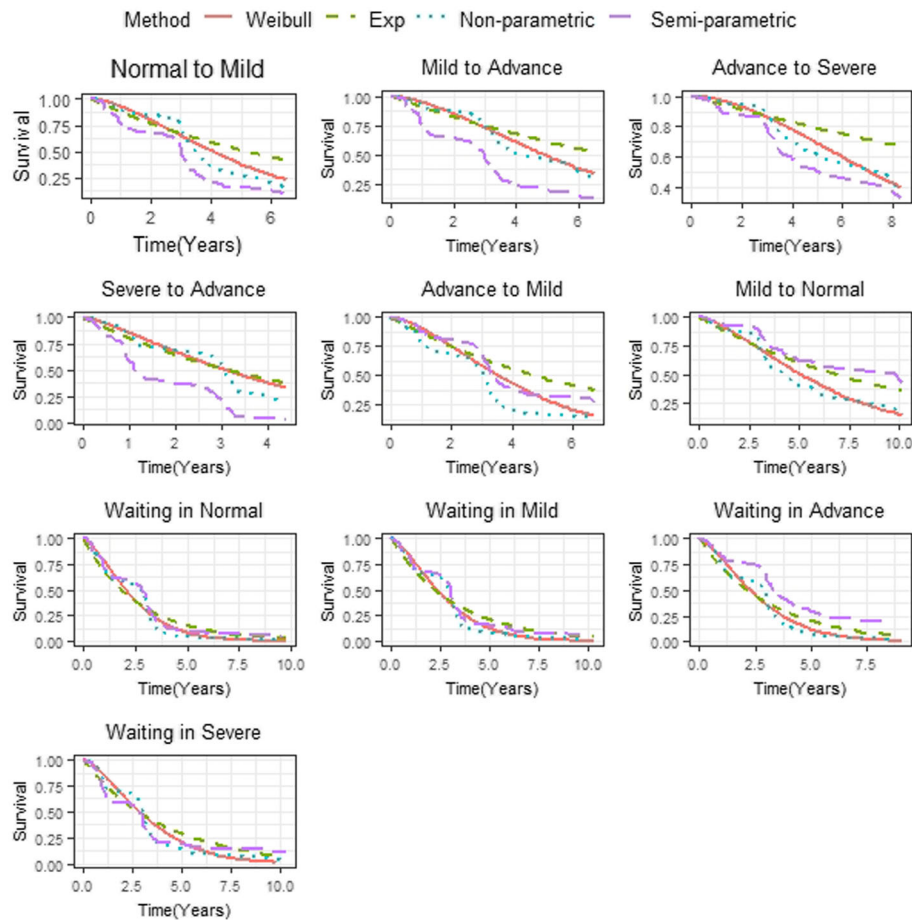 Method Weibull Exp Non-parametric Semi-parametric
Normal to Mild Mild to Advance Advance to Severe
Survival Survival Survival
1.00 0.75 0.50 0.25
1.00 0.75 0.50 0.25
1.0 0.8 0.6 0.4
0 2 4 6
0 2 4 6
0 2 4 6 8
Time(Years) Time(Years) Time(Years)
Severe to Advance Advance to Mild Mild to Normal
Survival Survival Survival
1.00 0.75 0.50 0.25 0.00
1.00 0.75 0.50 0.25
1.00 0.75 0.50 0.25
0 1 2 3 4
0 2 4 6
0.0 2.5 5.0 7.5 10.0
Time(Years) Time(Years) Time(Years)
Waiting in Normal Waiting in Mild Waiting in Advance
Survival Survival Survival
1.00 0.75 0.50 0.25 0.00
1.00 0.75 0.50 0.25 0.00
1.00 0.75 0.50 0.25 0.00
0.0 2.5 5.0 7.5 10.0
0.0 2.5 5.0 7.5 10.0
0.0 2.5 5.0 7.5
Time(Years) Time(Years) Time(Years)
Waiting in Severe
Survival
1.00 0.75 0.50 0.25 0.00
0.0 2.5 5.0 7.5 10.0
Time(Years)